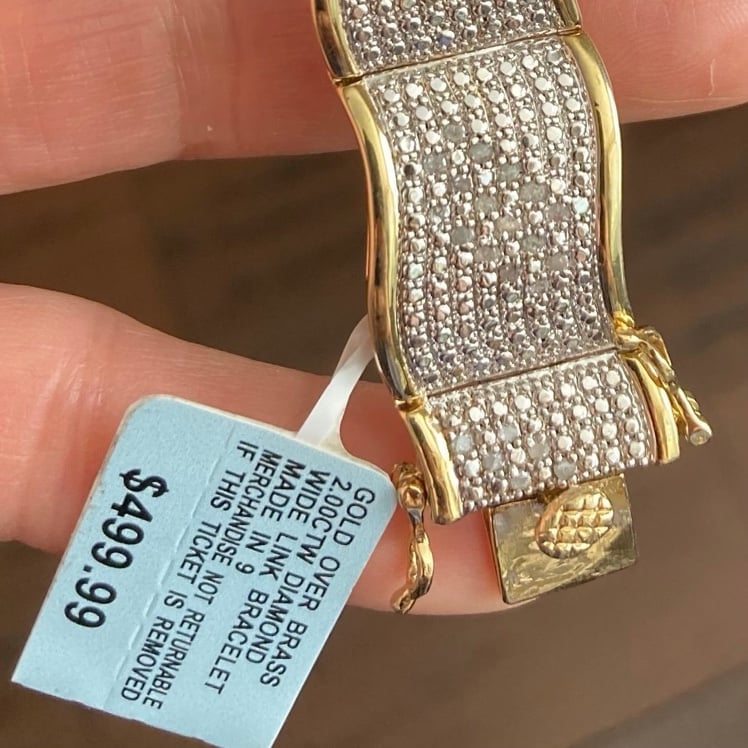 GOLD OVER BRASS
2.00CTW DIAMOND
WIDE LINK BRACELET
MADE IN 9
MERCHANDISE NOT RETURNABLE
IF THIS TICKET IS REMOVED
$499.99